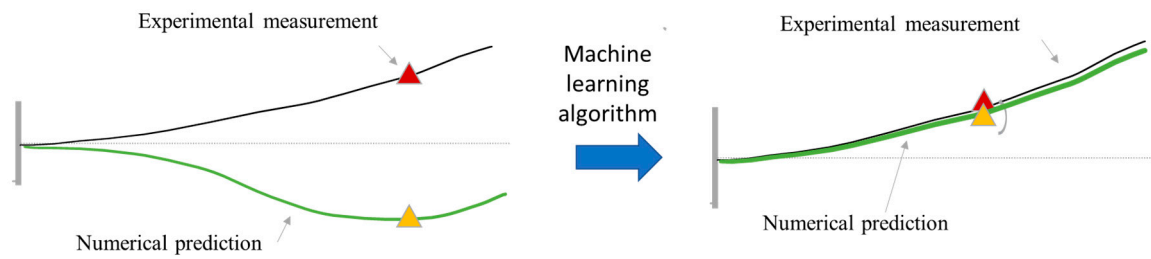 Experimental measurement
Numerical prediction
Machine
learning
algorithm
Experimental measurement
Numerical prediction